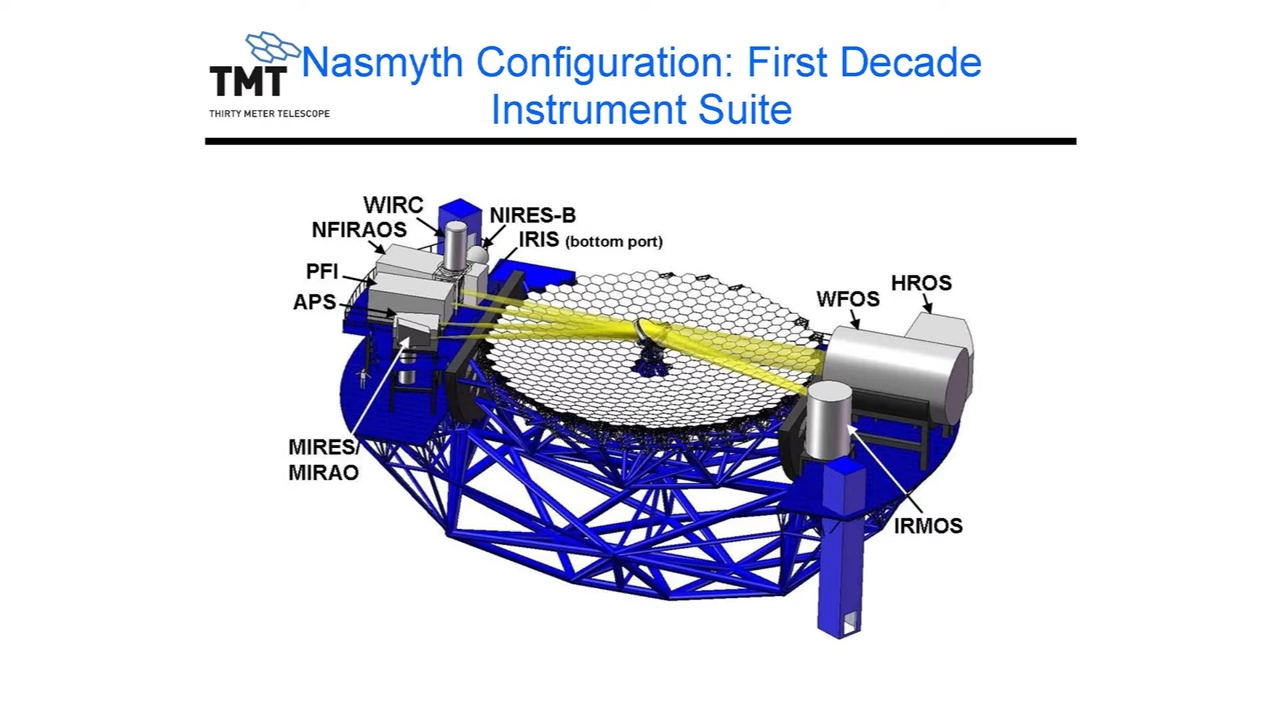 TMT
THIRTY METER TELESCOPE
Nasmyth Configuration: First Decade
Instrument Suite
WIRC
NFIRAOS
NIRES-B
IRIS (bottom port)
PFI
APS
HROS
WFOS
MIRES/
MIRAO
IRMOS